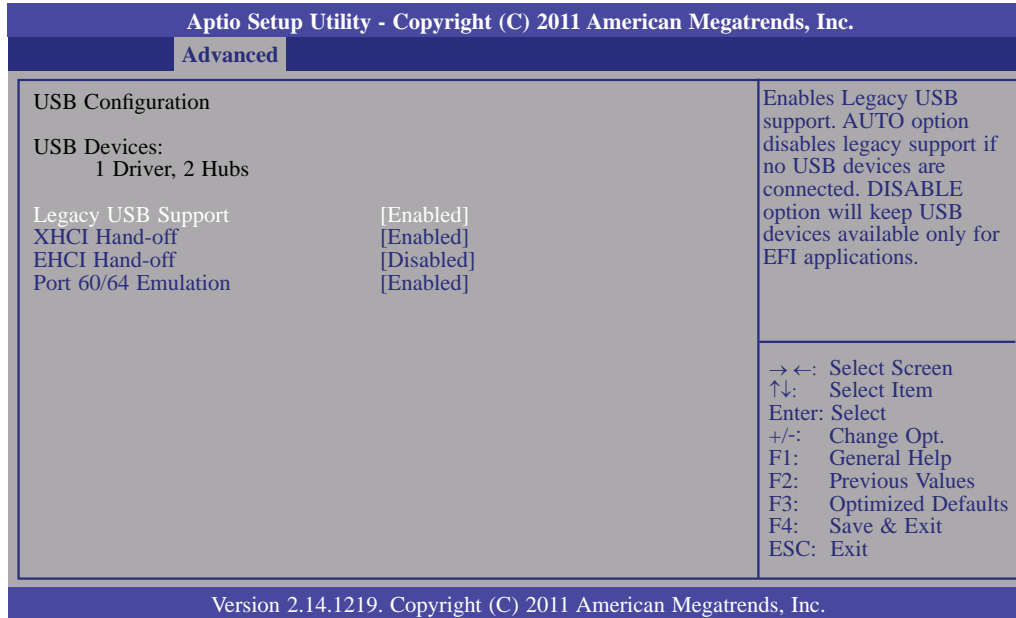 Aptio Setup Utility - Copyright (C) 2011 American Megatrends, Inc.
Advanced
USB Configuration
USB Devices:
1 Driver, 2 Hubs
Legacy USB Support [Enabled]
XHCI Hand-off [Enabled]
EHCI Hand-off [Disabled]
Port 60/64 Emulation [Enabled]
Enables Legacy USB
support. AUTO option
disables legacy support if
no USB devices are
connected. DISABLE
option will keep USB
devices available only for
EFI applications.
→←: Select Screen
↑↓: Select Item
Enter: Select
+/-: Change Opt.
F1: General Help
F2: Previous Values
F3: Optimized Defaults
F4: Save & Exit
ESC: Exit
Version 2.14.1219. Copyright (C) 2011 American Megatrends, Inc.